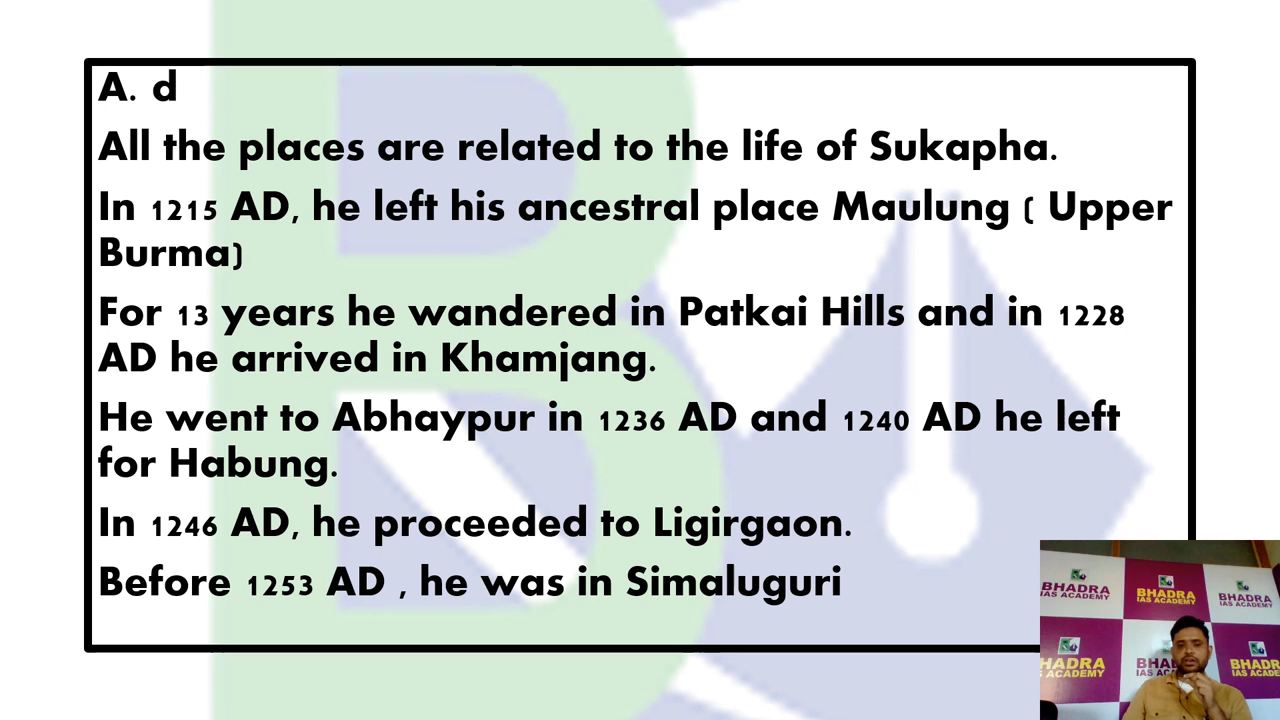 A. d
All the places are related to the life of Sukapha.
In 1215 AD, he left his ancestral place Maulung ( Upper
Burma)
For 13 years he wandered in Patkai Hills and in 1228
AD he arrived in Khamjang.
He went to Abhaypur in 1236 AD and 1240 AD he left
for Habung.
In 1246 AD, he proceeded to Ligirgaon.
Before 1253 AD , he was in Simaluguri
BHADRA
IAS ACADEMY
BHADRA
IAS ACADEMY
BHADRA
IAS ACADEMY
BHADRA
BHADRA